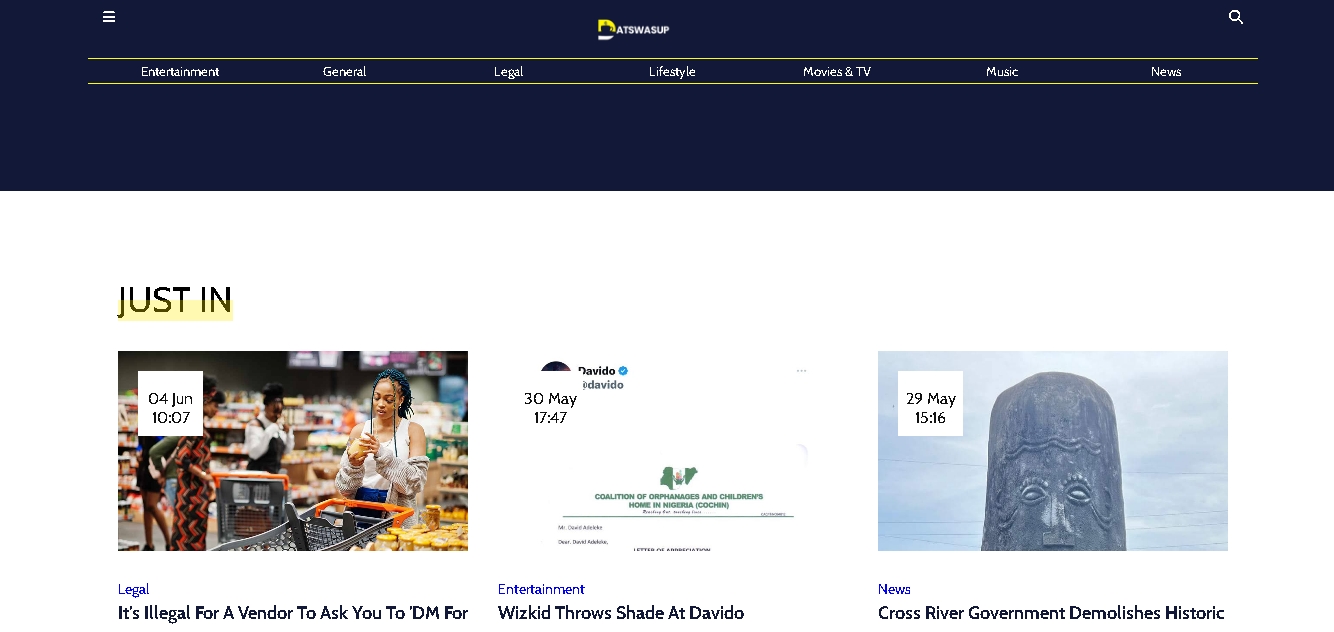 DATSWASUP
Entertainment General Legal Lifestyle Movies & TV Music News
JUST IN
04 Jun
10:07
Legal
It's Illegal For A Vendor To Ask You To 'DM For
Davido
@davido
30 May
17:47
COALITION OF ORPHANAGES AND CHILDREN'S
HOME IN NIGERIA (COCHIN)
Mr. David Adeleke
Dear. David Adeleke,
LETTER OF APPRECIATION
Entertainment
Wizkid Throws Shade At Davido
29 May
15:16
News
Cross River Government Demolishes Historic